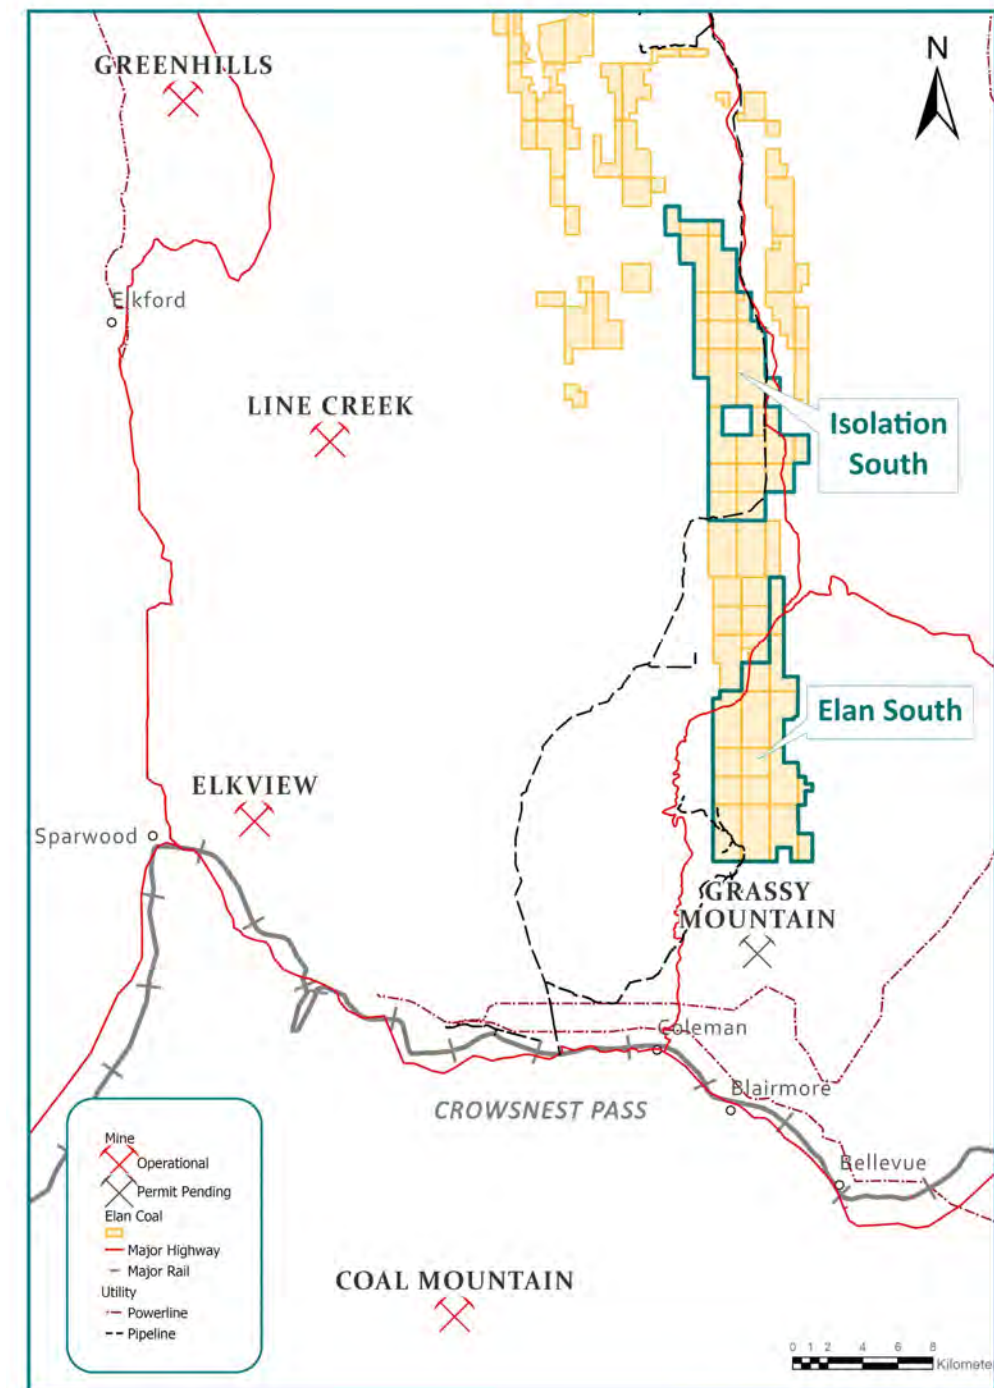 GREENHILLS
N
Elkford
LINE CREEK
Isolation
South
Elan South
ELKVIEW
Sparwood
GRASSY
MOUNTAIN
Coleman
Blairmore
CROWSNEST PASS
Bellevue
Mine
Operational
Permit Pending
Elan Coal
Major Highway
Major Rail
Utility
Powerline
Pipeline
COAL MOUNTAIN
0 1 2 4 6 8
Kilomete